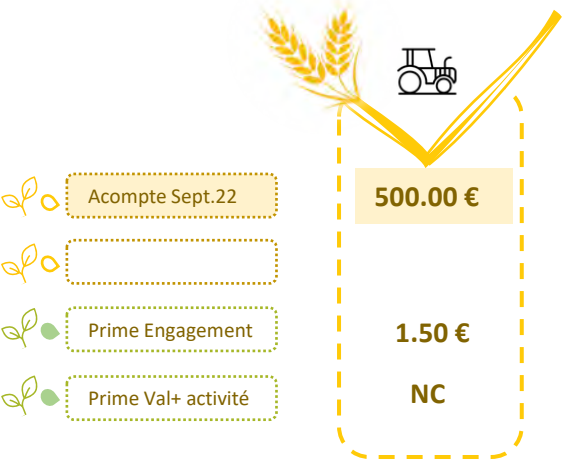 Acompte Sept.22 500.00 €
Prime Engagement 1.50 €
Prime Val+ activité NC